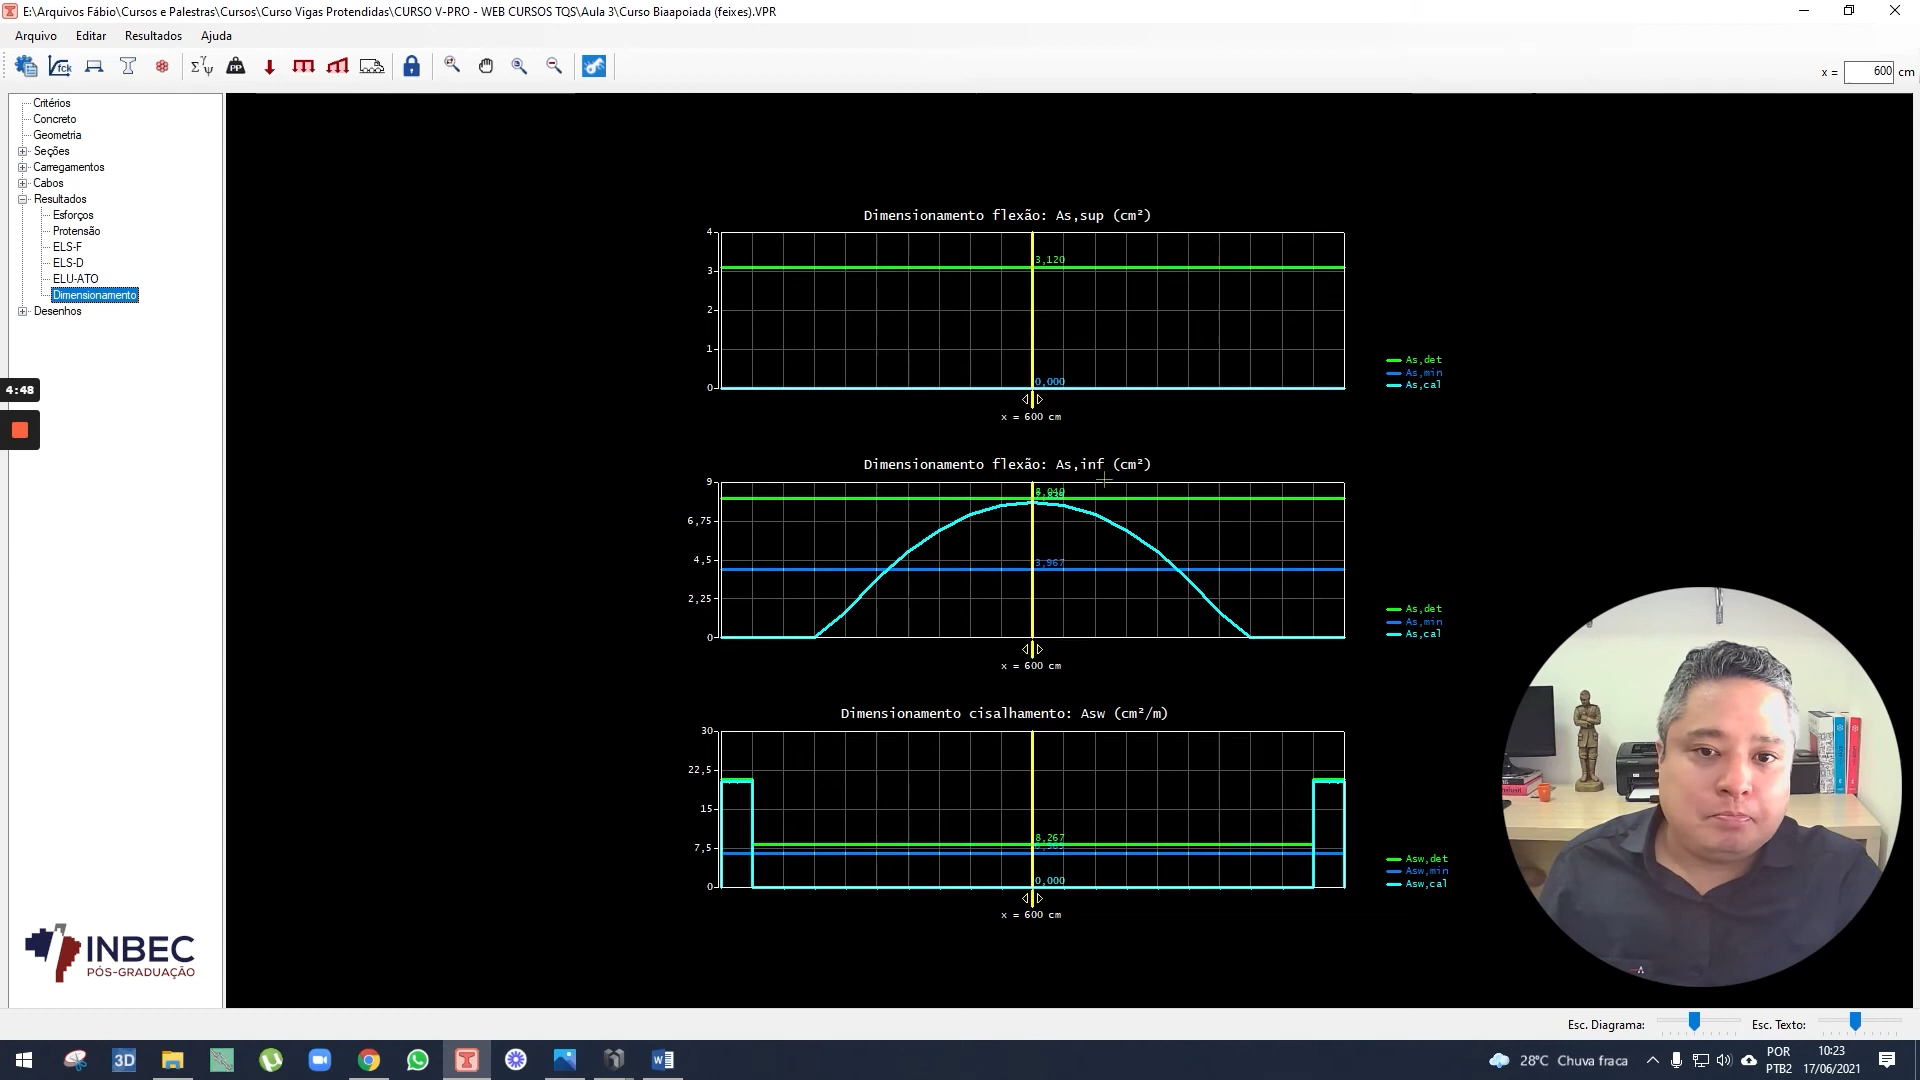 E:\Arquivos Fábio\Cursos e Palestras\Cursos\Curso Vigas Protendidas\CURSO V-PRO - WEB CURSOS TQS\Aula 3\Curso Biaapoiada (feixes).VPR
Arquivo Editar Resultados Ajuda
fck
PP
x = 600 cm
Critérios
Concreto
Geometria
Seções
Carregamentos
Cabos
Resultados
Esforços
Protensão
ELS-F
ELS-D
ELU-ATO
Dimensionamento
Desenhos
4:48
Dimensionamento flexão: As,sup (cm²)
4
3
2
1
0
3,120
0,000
x = 600 cm
As,det
As,min
As,cal
Dimensionamento flexão: As,inf (cm²)
9
6,75
4,5
2,25
0
3,967
x = 600 cm
As,det
As,min
As,cal
Dimensionamento cisalhamento: Asw (cm²/m)
30
22,5
15
7,5
0
8,267
0,000
x = 600 cm
Asw,det
Asw,min
Asw,cal
INBEC
PÓS-GRADUAÇÃO
Esc. Diagrama:
Esc. Texto:
3D
28°C Chuva fraca
POR
PTB2
10:23
17/06/2021